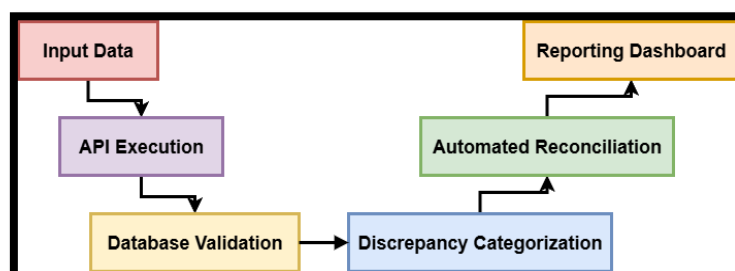 Input Data
Reporting Dashboard
API Execution
Automated Reconciliation
Database Validation
Discrepancy Categorization